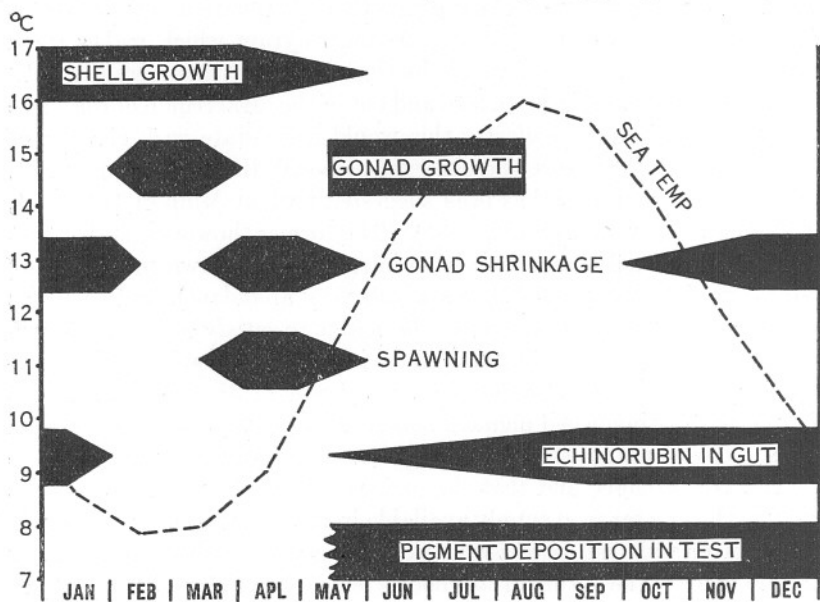 °C
17
SHELL GROWTH
16
SEA TEMP
15
GONAD GROWTH
14
13
GONAD SHRINKAGE
12
11
SPAWNING
10
ECHINORUBIN IN GUT
9
8
PIGMENT DEPOSITION IN TEST
7
JAN | FEB | MAR | APL | MAY | JUN | JUL | AUG | SEP | OCT | NOV | DEC